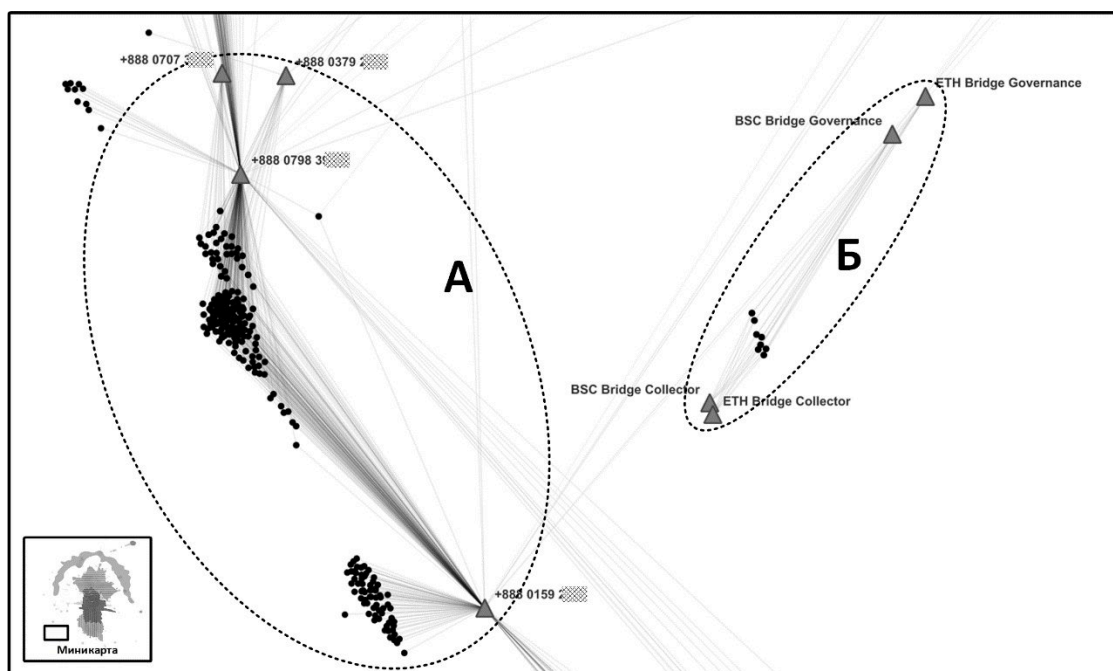 +888 0707
+888 0379
+888 0798
ETH Bridge Governance
BSC Bridge Governance
А
Б
BSC Bridge Collector
ETH Bridge Collector
+888 0159
Миникарта